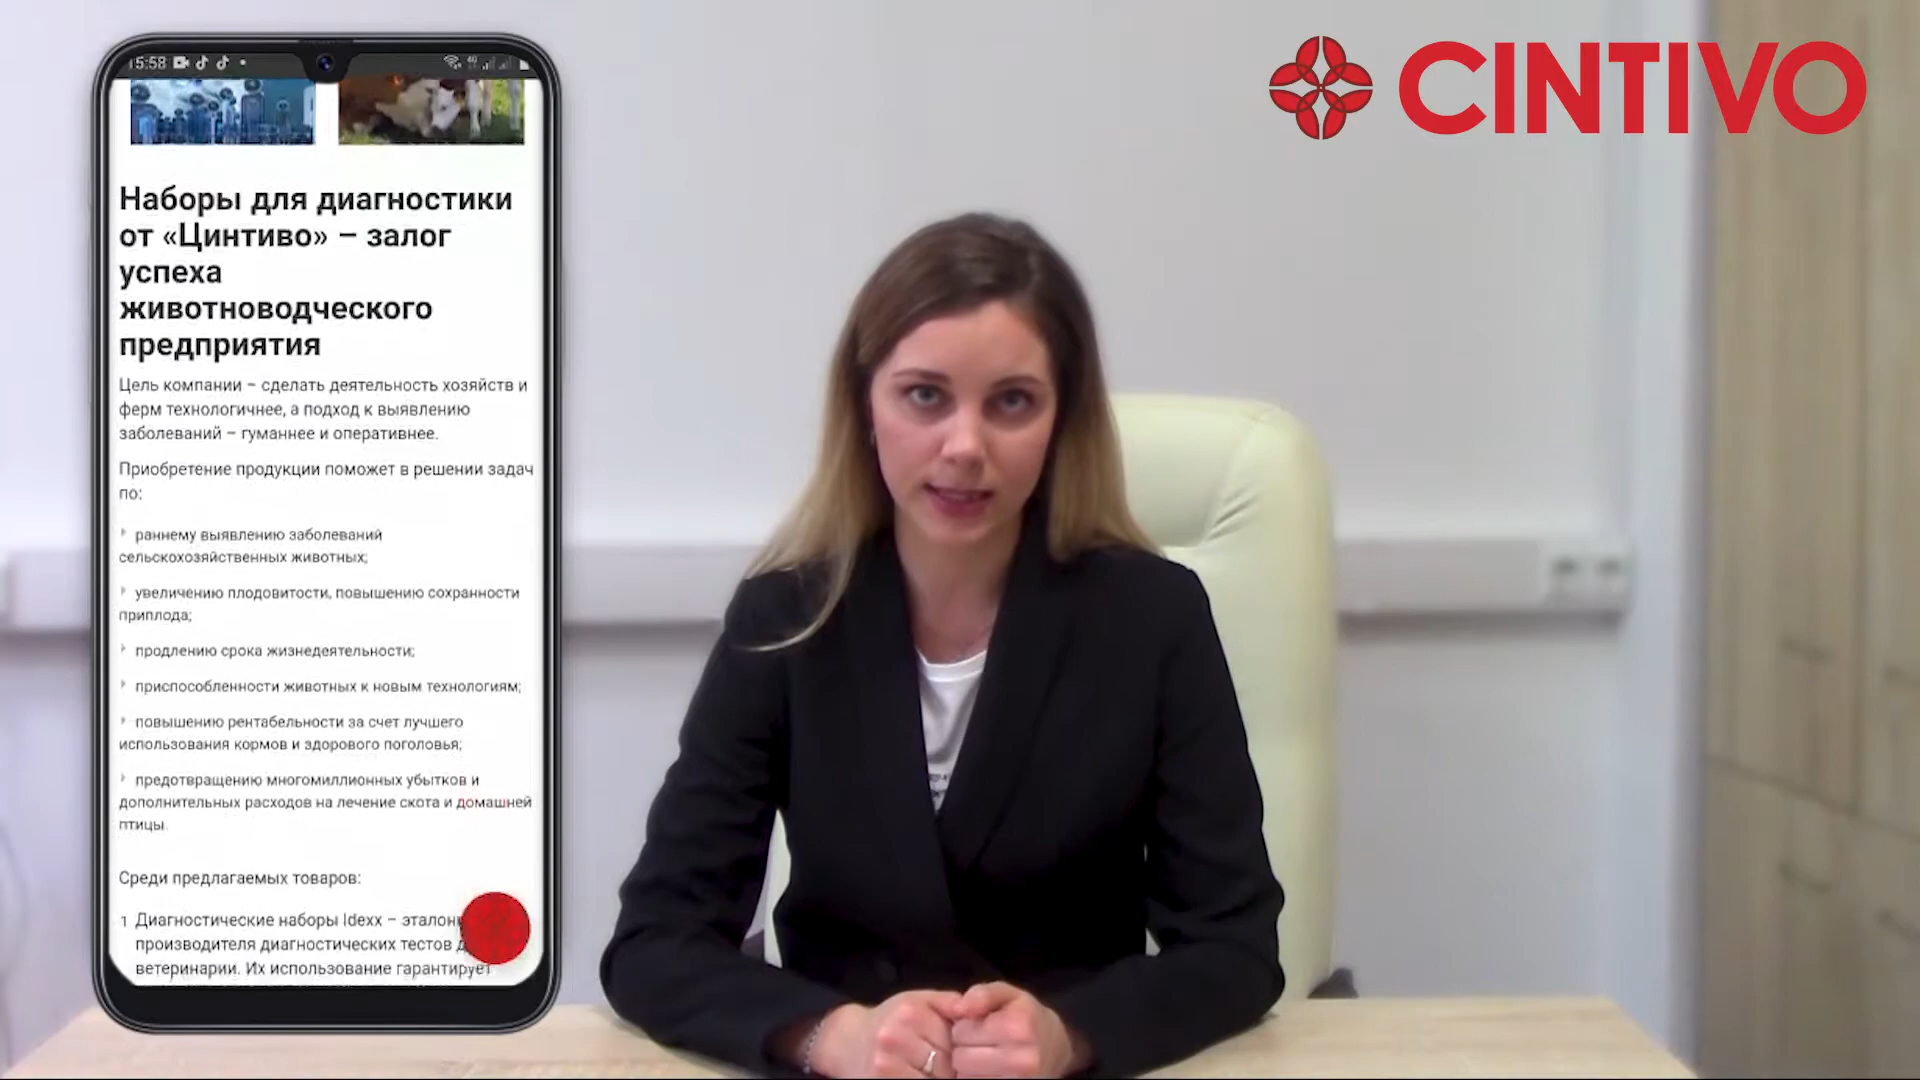 15:58
CINTIVO
Наборы для диагностики
от «Цинтиво» – залог
успеха
животноводческого
предприятия
Цель компании – сделать деятельность хозяйств и
ферм технологичнее, а подход к выявлению
заболеваний – гуманнее и оперативнее.
Приобретение продукции поможет в решении задач
по:
раннему выявлению заболеваний
сельскохозяйственных животных;
увеличению плодовитости, повышению сохранности
приплода;
продлению срока жизнедеятельности;
приспособленности животных к новым технологиям;
повышению рентабельности за счет лучшего
использования кормов и здорового поголовья;
предотвращению многомиллионных убытков и
дополнительных расходов на лечение скота и домашней
птицы.
Среди предлагаемых товаров:
1 Диагностические наборы Idexx –
производителя диагностических тестов
ветеринарии. Их использование гарантирует